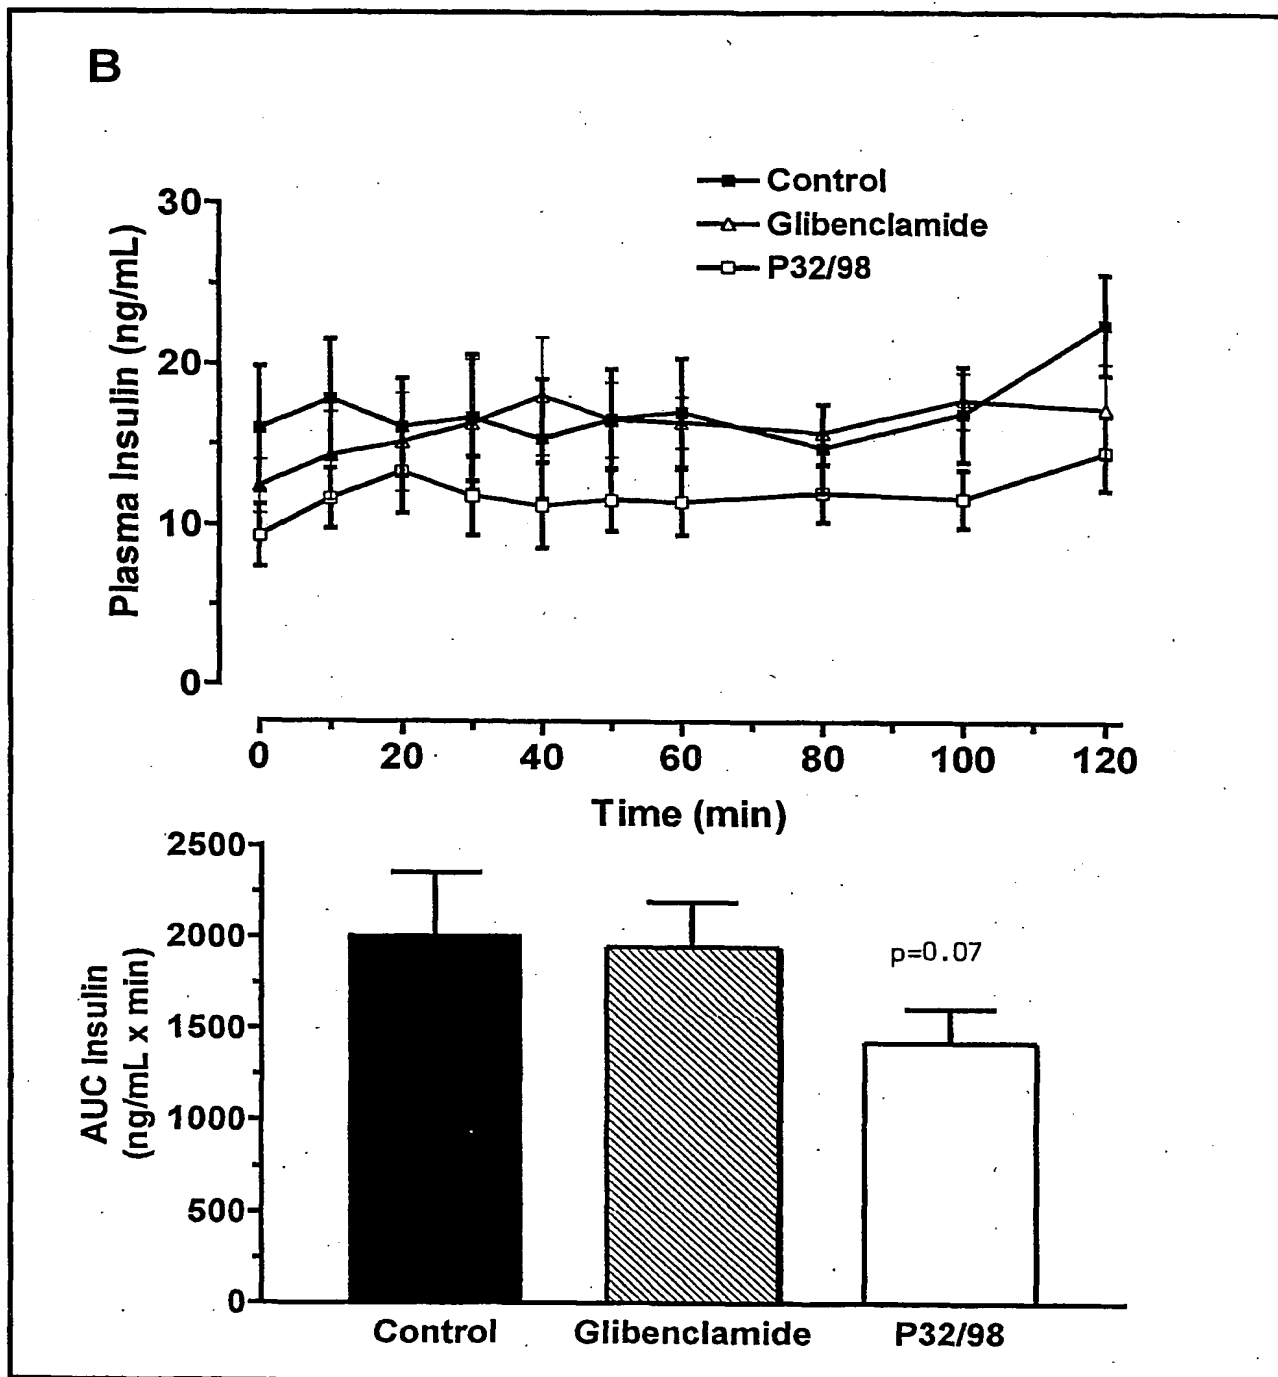 B
Control
Glibenclamide
P32/98
Plasma Insulin (ng/mL)
30
20
10
0
0 20 40 60 80 100 120
Time (min)
AUC Insulin
(ng/mL x min)
2500
2000
1500
1000
500
0
p=0.07
Control Glibenclamide P32/98